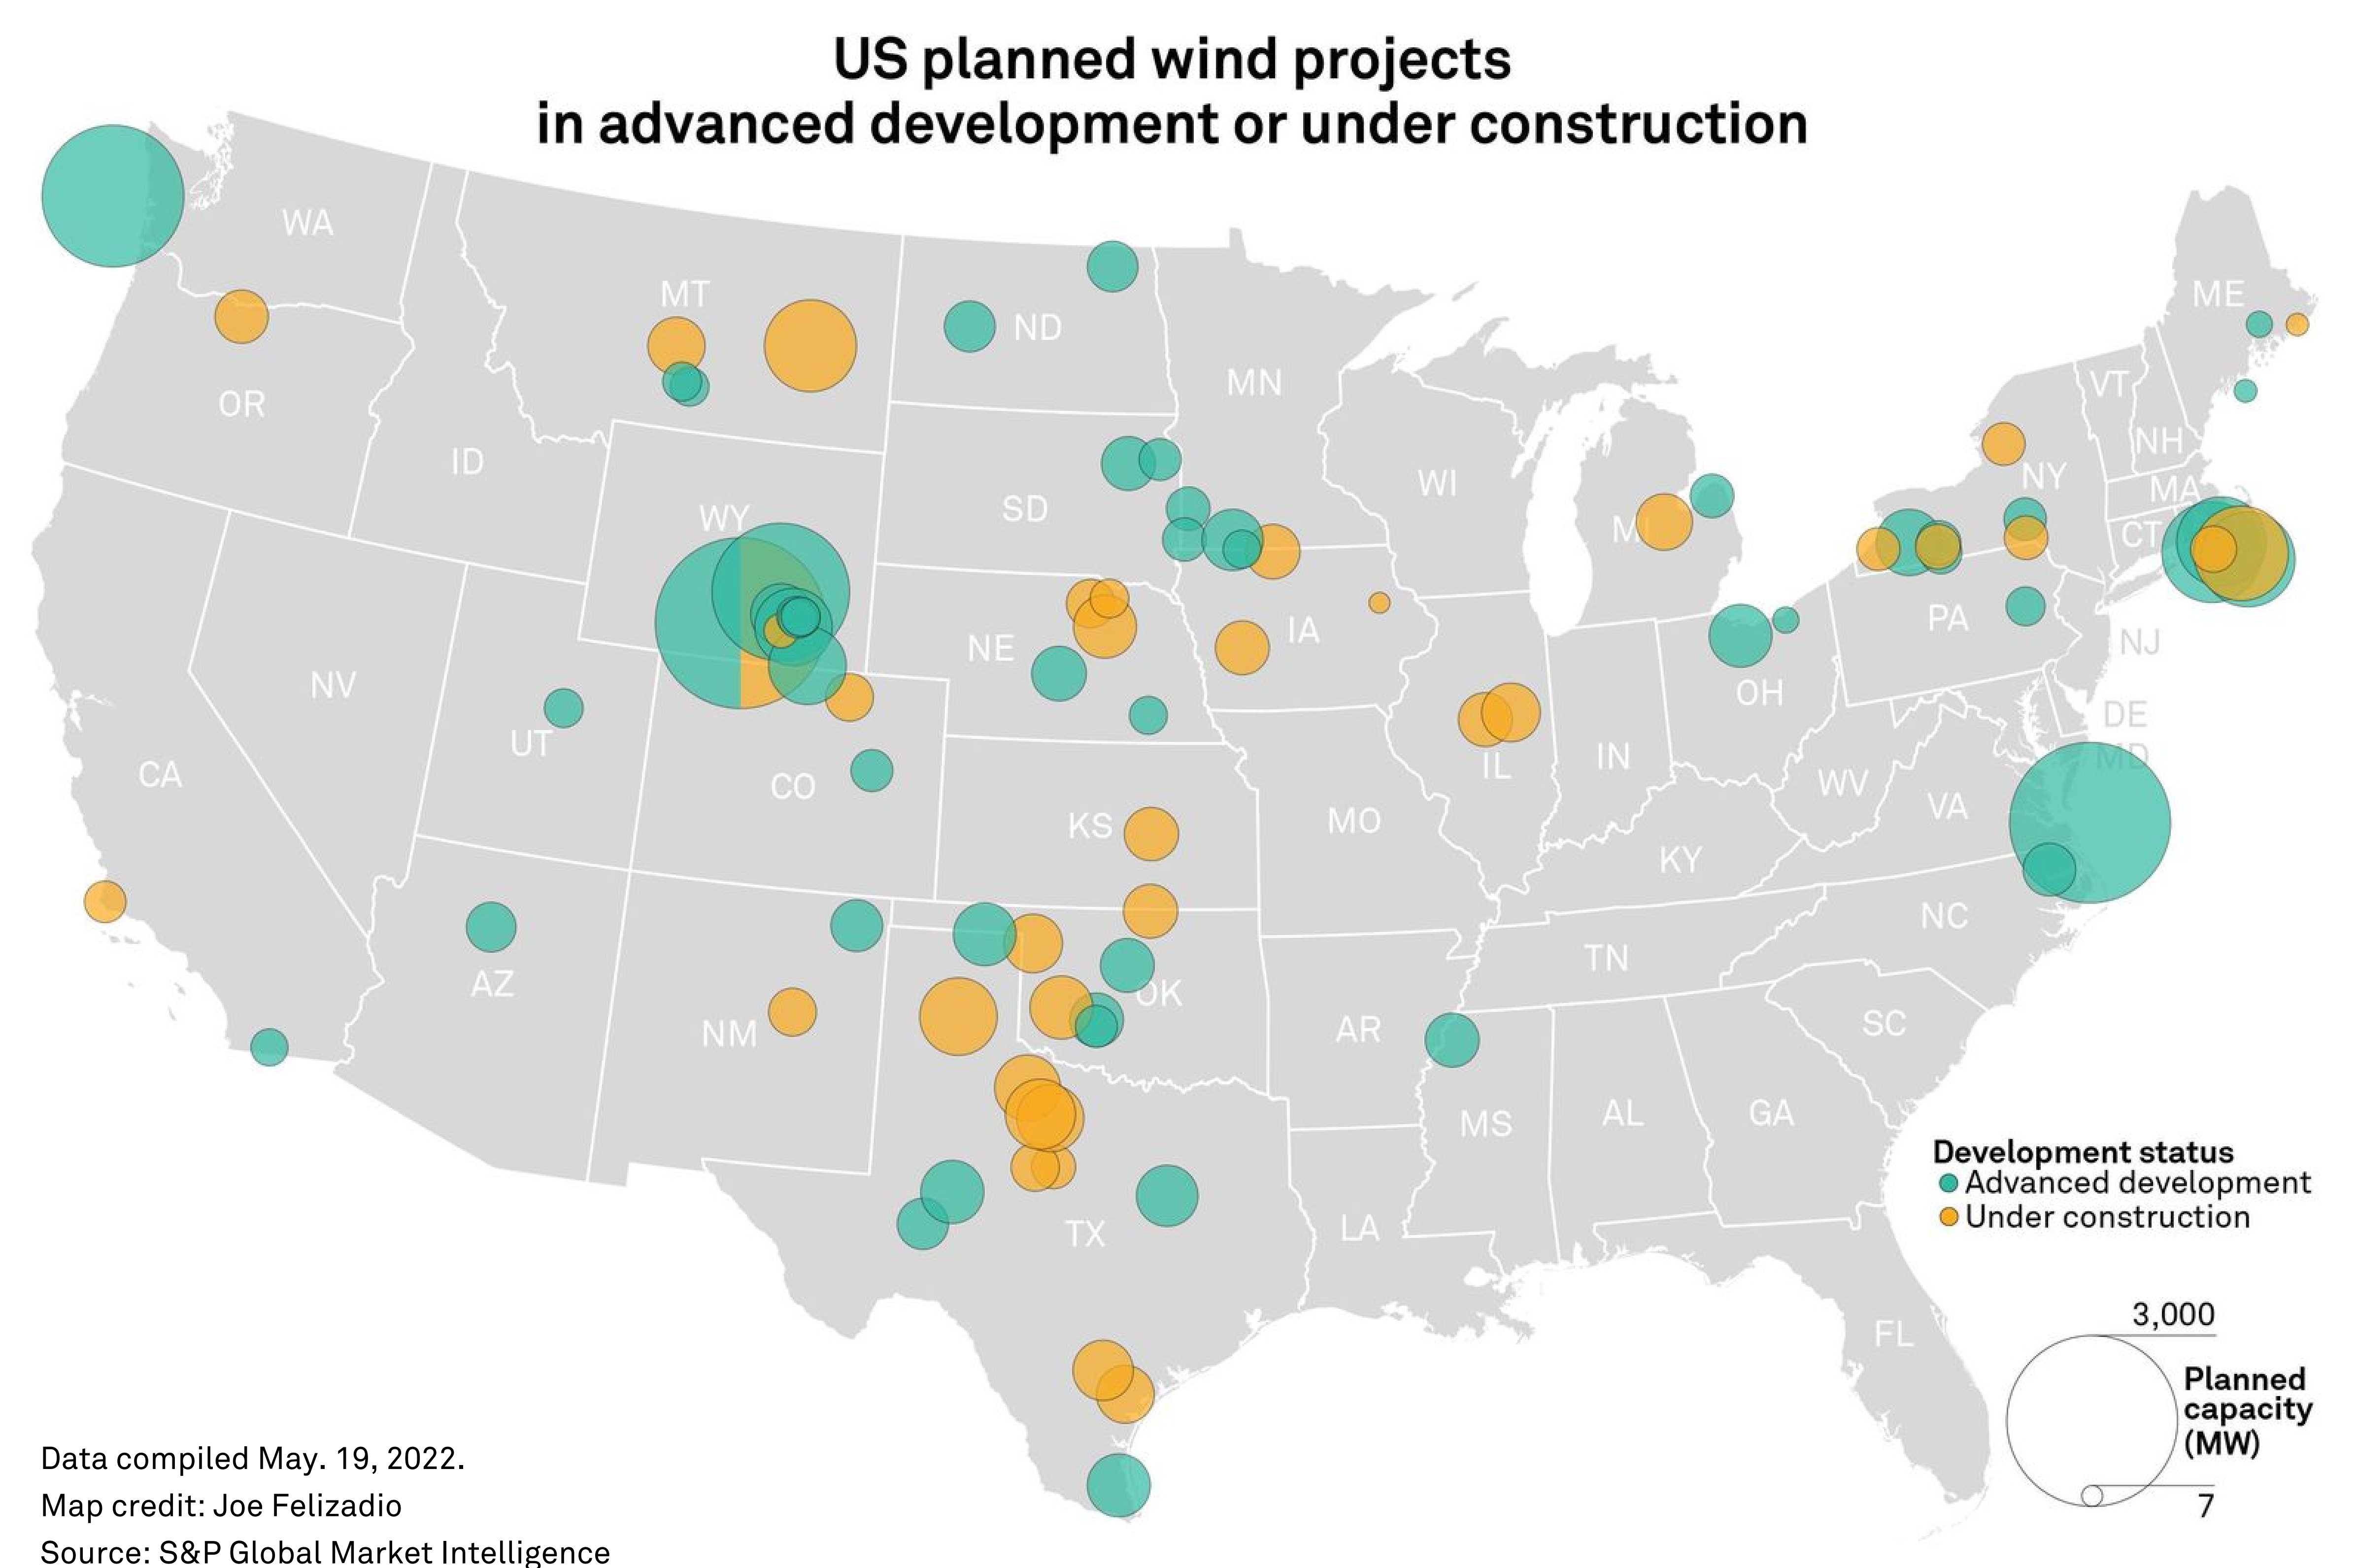 US planned wind projects
in advanced development or under construction
WA
MT
ND
ME
OR
MN
VT
ID
NH
WI
NY
MA
WY
SD
MI
CT
NE
IA
PA
NJ
NV
OH
UT
DE
CA
CO
IL
IN
MD
WV
VA
KS
MO
KY
NC
TN
AZ
OK
NM
AR
SC
MS
AL
GA
TX
LA
FL
Development status
Advanced development
Under construction
3,000
Planned
capacity
(MW)
7
Data compiled May. 19, 2022.
Map credit: Joe Felizadio
Source: S&P Global Market Intelligence